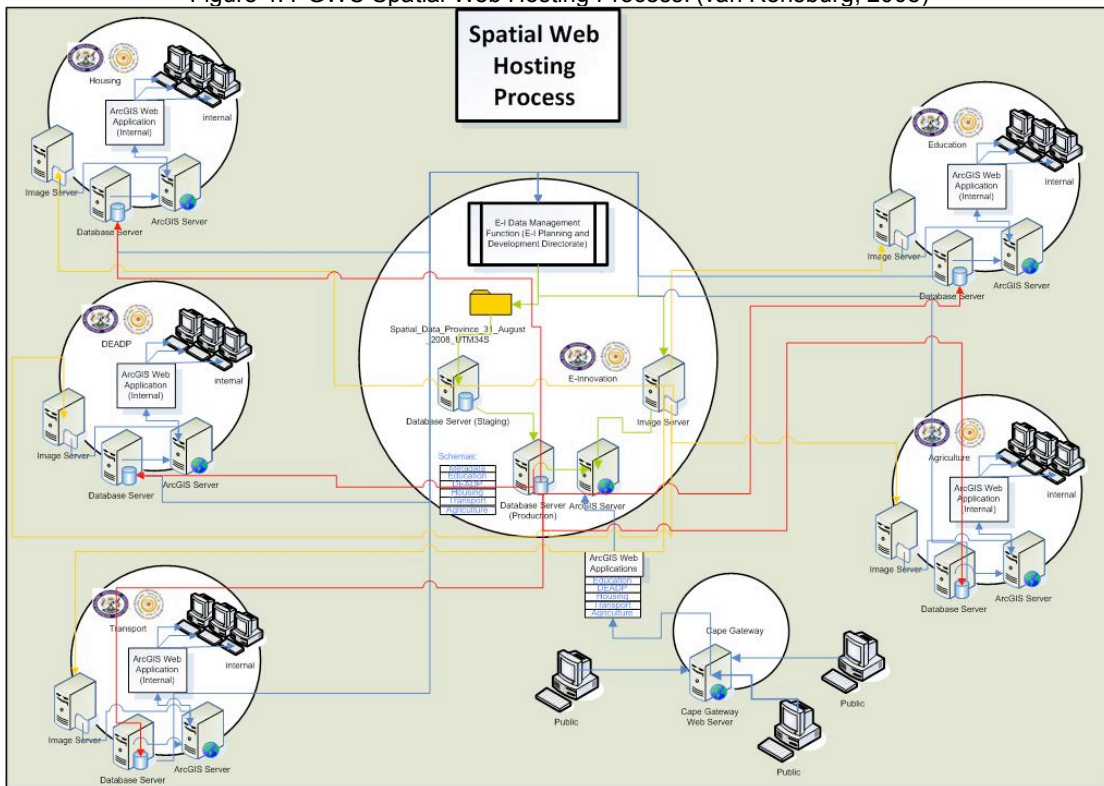 Figure 4.4 GWC Spatial Web Hosting Process. (Van Rensburg, 2008)
Spatial Web
Hosting
Process
Housing
ArcGIS Web
Application
(Internal)
internal
Image Server
Database Server
ArcGIS Server
Education
ArcGIS Web
Application
(Internal)
internal
Image Server
Database Server
ArcGIS Server
E-I Data Management
Function (E-I Planning and
Development Directorate)
Spatial_Data_Province_31_August
_2008_UTM34S
E-Innovation
Database Server (Staging)
Image Server
Schemas:
Metadata
Education
DEADP
Housing
Transport
Agriculture
Database Server
(Production)
ArcGIS Server
DEADP
ArcGIS Web
Application
(Internal)
internal
Image Server
Database Server
ArcGIS Server
Agriculture
ArcGIS Web
Application
(Internal)
internal
Image Server
Database Server
ArcGIS Server
ArcGIS Web
Applications
Education
DEADP
Housing
Transport
Agriculture
Transport
ArcGIS Web
Application
(Internal)
internal
Image Server
Database Server
ArcGIS Server
Cape Gateway
Cape Gateway
Web Server
Public
Public
Public